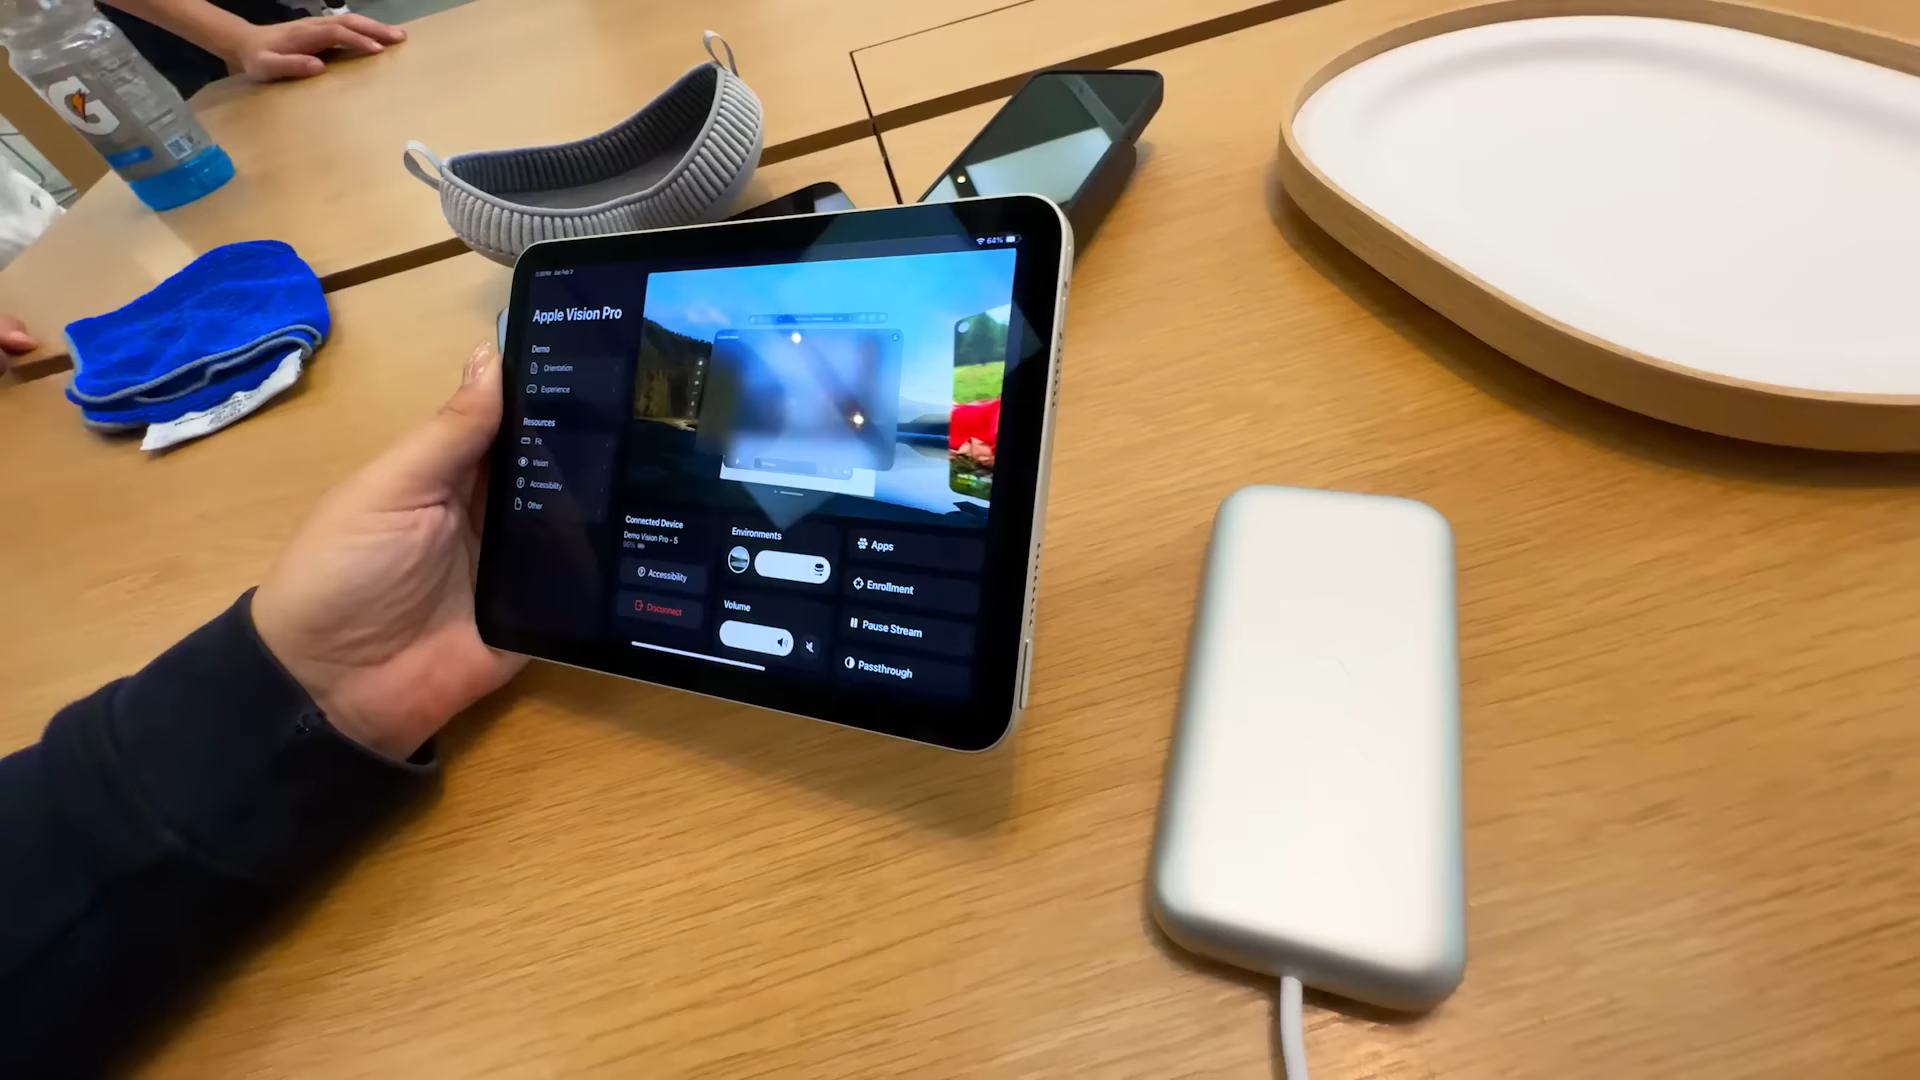 G
64%
Apple Vision Pro
Demo
Orientation
Experience
Resources
Fit
Vision
Accessibility
Other
Connected Device
Demo Vision Pro - 5
Accessibility
Disconnect
Environments
Volume
Apps
Enrollment
Pause Stream
Passthrough